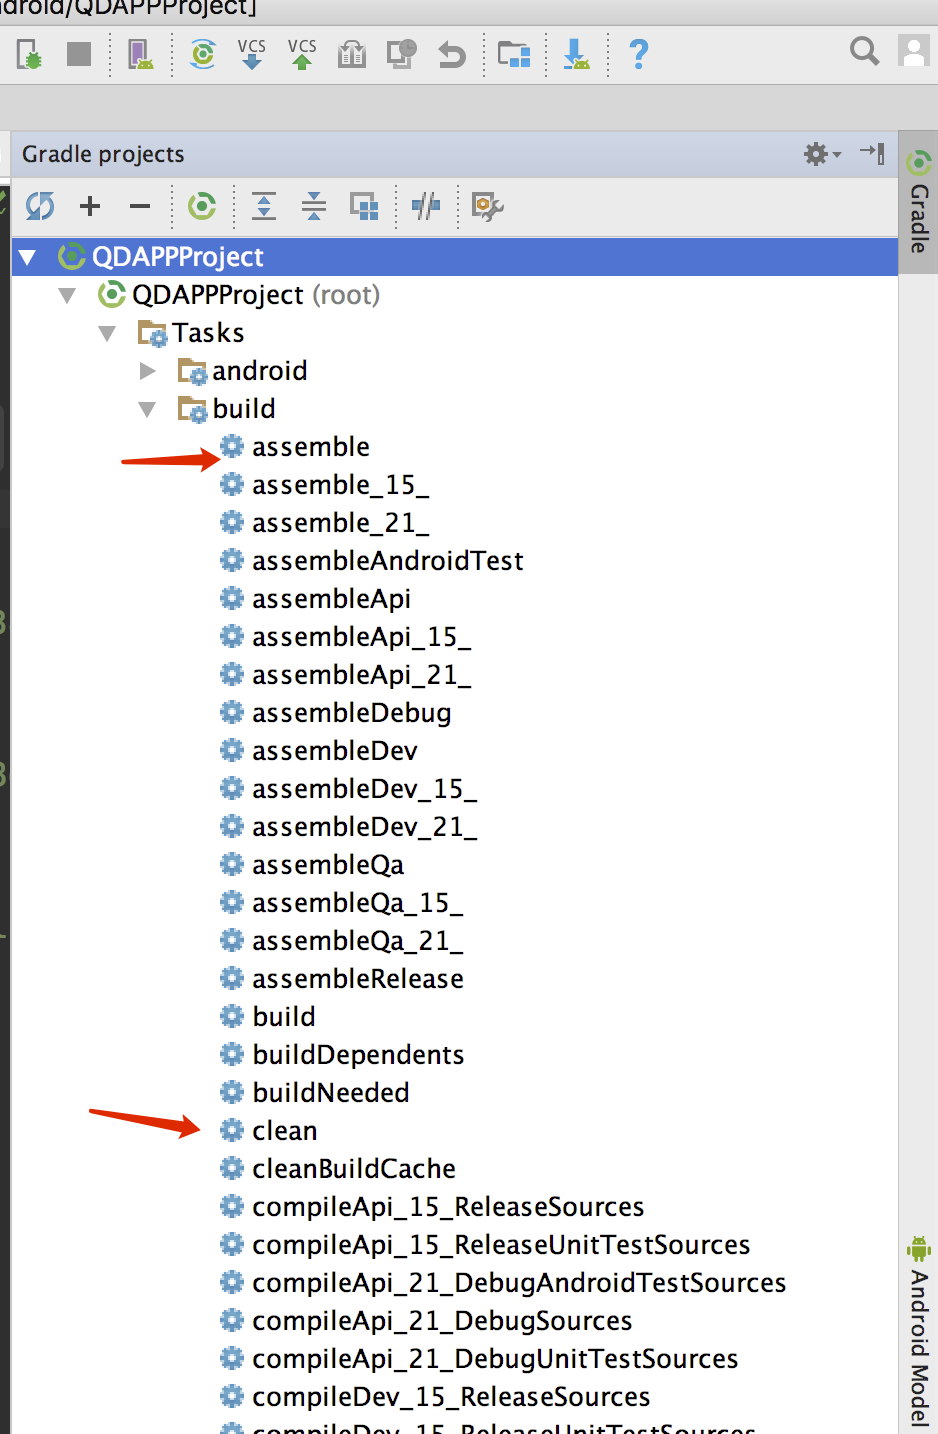 ndroid/QDAPPProject]
VCS VCS ?
Gradle projects
Gradle
QDAPPProject
QDAPPProject (root)
Tasks
android
build
assemble
assemble_15_
assemble_21_
assembleAndroidTest
assembleApi
assembleApi_15_
assembleApi_21_
assembleDebug
assembleDev
assembleDev_15_
assembleDev_21_
assembleQa
assembleQa_15_
assembleQa_21_
assembleRelease
build
buildDependents
buildNeeded
clean
cleanBuildCache
compileApi_15_ReleaseSources
compileApi_15_ReleaseUnitTestSources
compileApi_21_DebugAndroidTestSources
compileApi_21_DebugSources
compileApi_21_DebugUnitTestSources
compileDev_15_ReleaseSources
compileDev_15_ReleaseUnitTestSources
Android Model